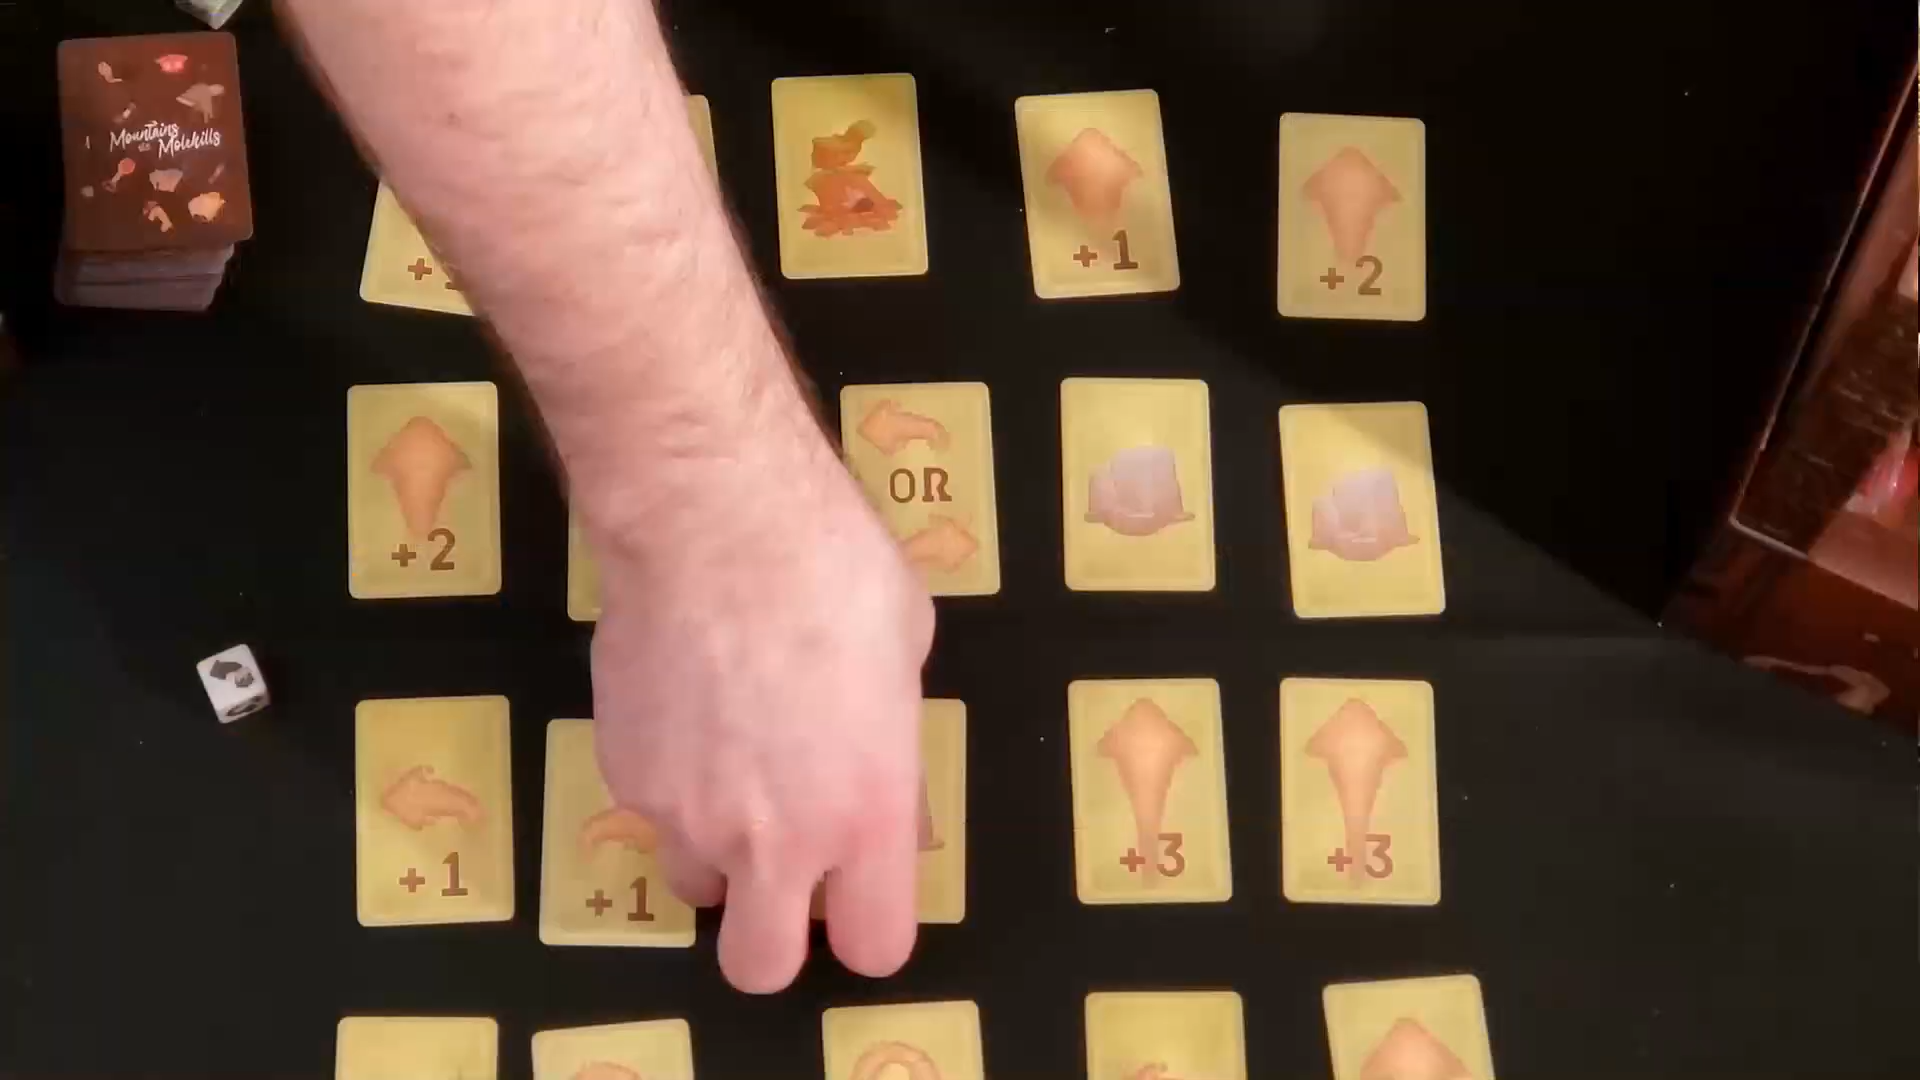 Mountains
Molehills
+ 1
+ 2
+ 2
OR
+ 1
+ 1
+ 3
+ 3